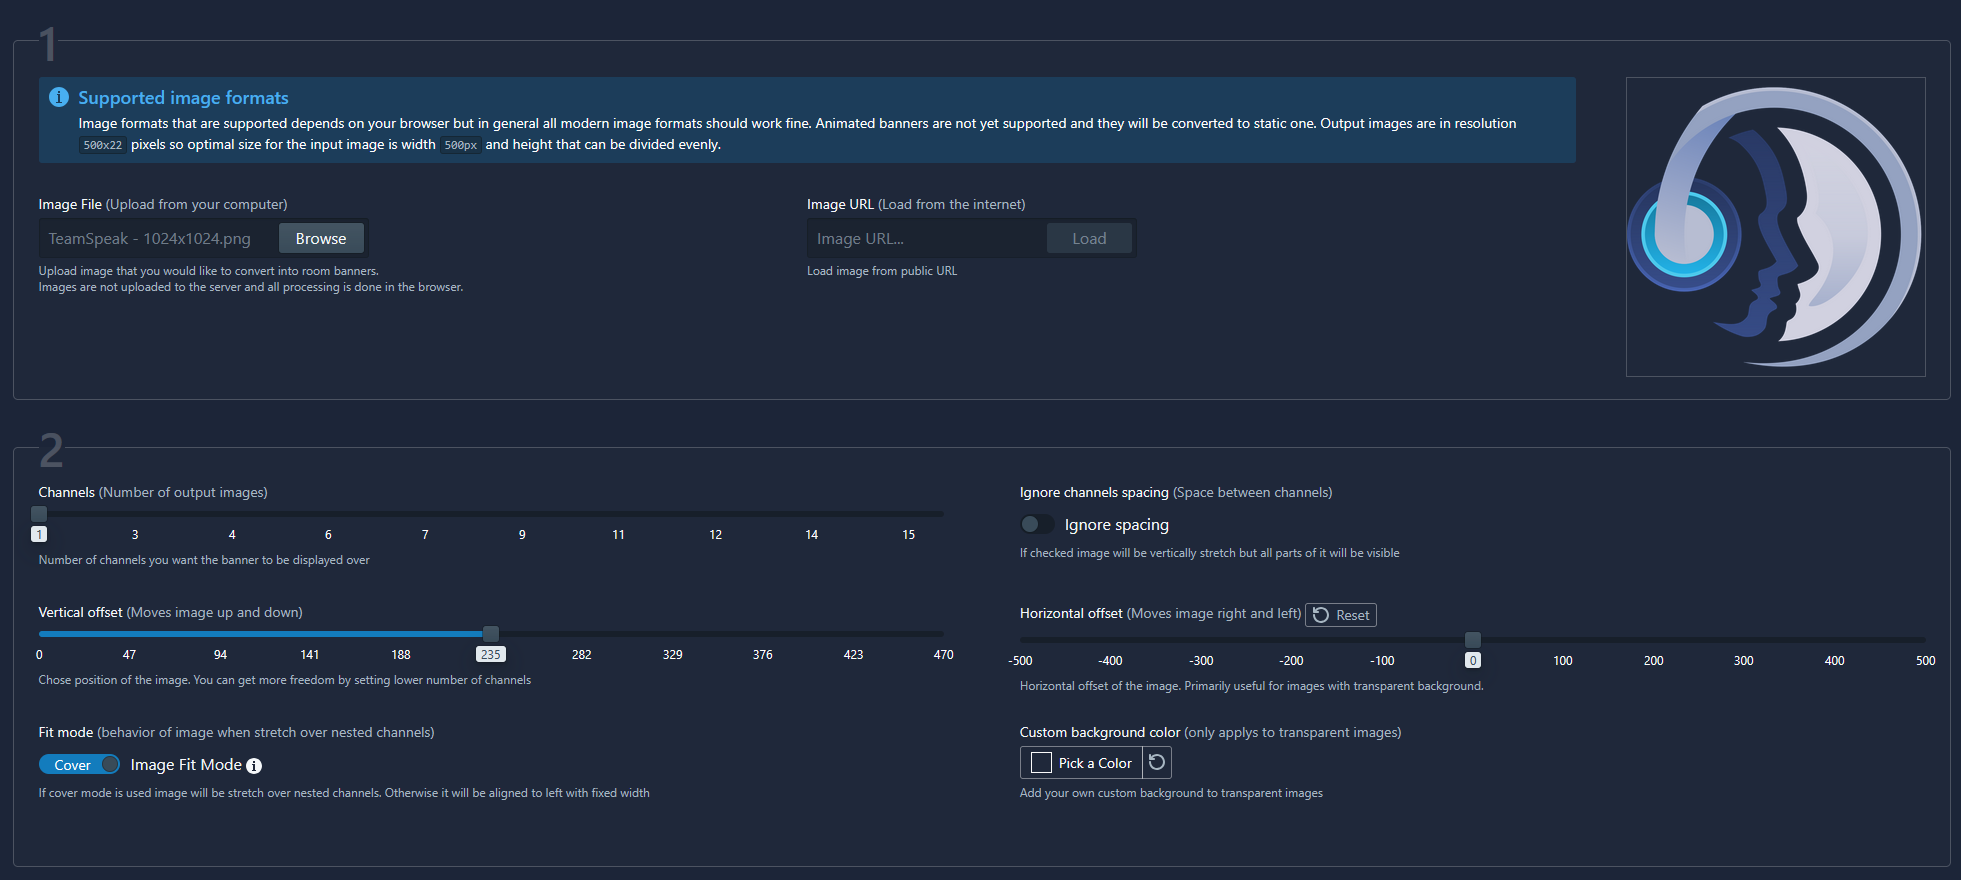 1
Supported image formats
Image formats that are supported depends on your browser but in general all modern image formats should work fine. Animated banners are not yet supported and they will be converted to static one. Output images are in resolution
500x22 pixels so optimal size for the input image is width 500px and height that can be divided evenly.
Image File (Upload from your computer)
TeamSpeak - 1024x1024.png Browse
Upload image that you would like to convert into room banners.
Images are not uploaded to the server and all processing is done in the browser.
Image URL (Load from the internet)
Image URL... Load
Load image from public URL
2
Channels (Number of output images)
1 3 4 6 7 9 11 12 14 15
Number of channels you want the banner to be displayed over
Ignore channels spacing (Space between channels)
Ignore spacing
If checked image will be vertically stretch but all parts of it will be visible
Vertical offset (Moves image up and down)
0 47 94 141 188 235 282 329 376 423 470
Chose position of the image. You can get more freedom by setting lower number of channels
Horizontal offset (Moves image right and left) Reset
-500 -400 -300 -200 -100 0 100 200 300 400 500
Horizontal offset of the image. Primarily useful for images with transparent background.
Fit mode (behavior of image when stretch over nested channels)
Cover Image Fit Mode
If cover mode is used image will be stretch over nested channels. Otherwise it will be aligned to left with fixed width
Custom background color (only applys to transparent images)
Pick a Color
Add your own custom background to transparent images